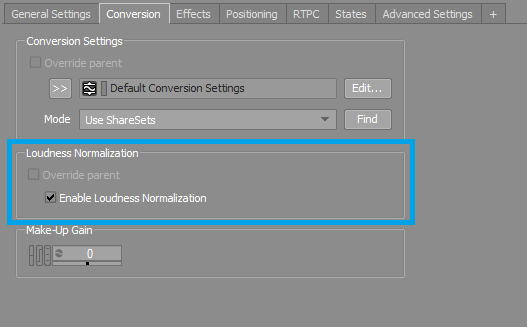 General Settings Conversion Effects Positioning RTPC States Advanced Settings +
Conversion Settings
Override parent
>> Default Conversion Settings Edit...
Mode Use ShareSets Find
Loudness Normalization
Override parent
Enable Loudness Normalization
Make-Up Gain
0